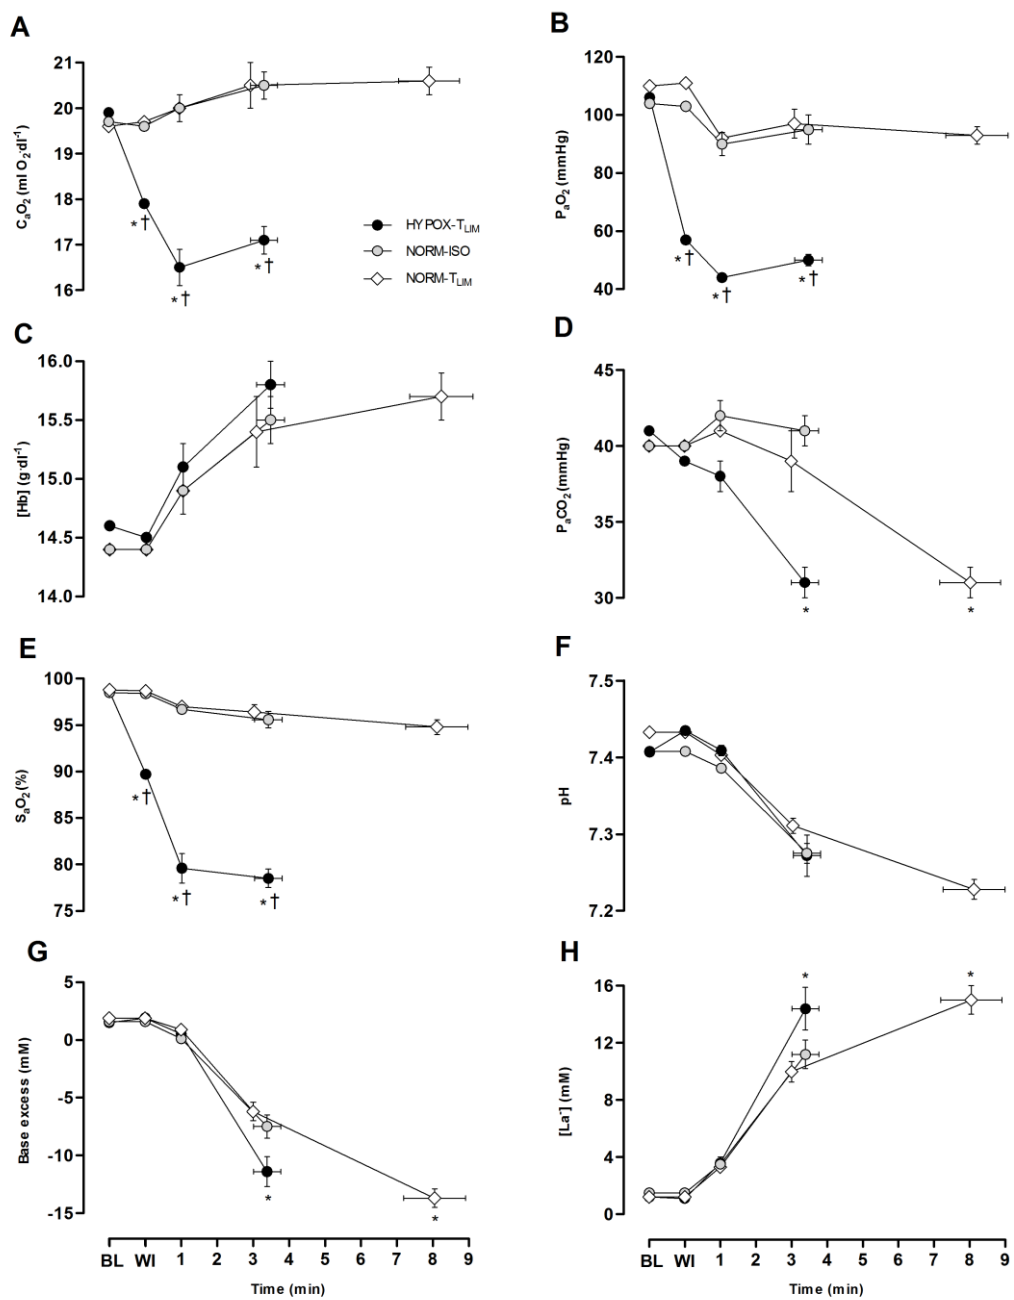 A
CaO2 (ml O2·dl-1)
21
20
19
18
17
16
*†
*†
*†
HYPOX-TLIM
NORM-ISO
NORM-TLIM
B
PaO2 (mmHg)
120
100
80
60
40
*†
*†
*†
C
[Hb] (g·dl-1)
16.0
15.5
15.0
14.5
14.0
D
PaCO2 (mmHg)
45
40
35
30
*
*
E
SaO2 (%)
100
95
90
85
80
75
*†
*†
*†
F
pH
7.5
7.4
7.3
7.2
G
Base excess (mM)
5
0
-5
-10
-15
*
*
BL WI 1 2 3 4 5 6 7 8 9
Time (min)
H
[La-] (mM)
16
12
8
4
0
*
*
BL WI 1 2 3 4 5 6 7 8 9
Time (min)